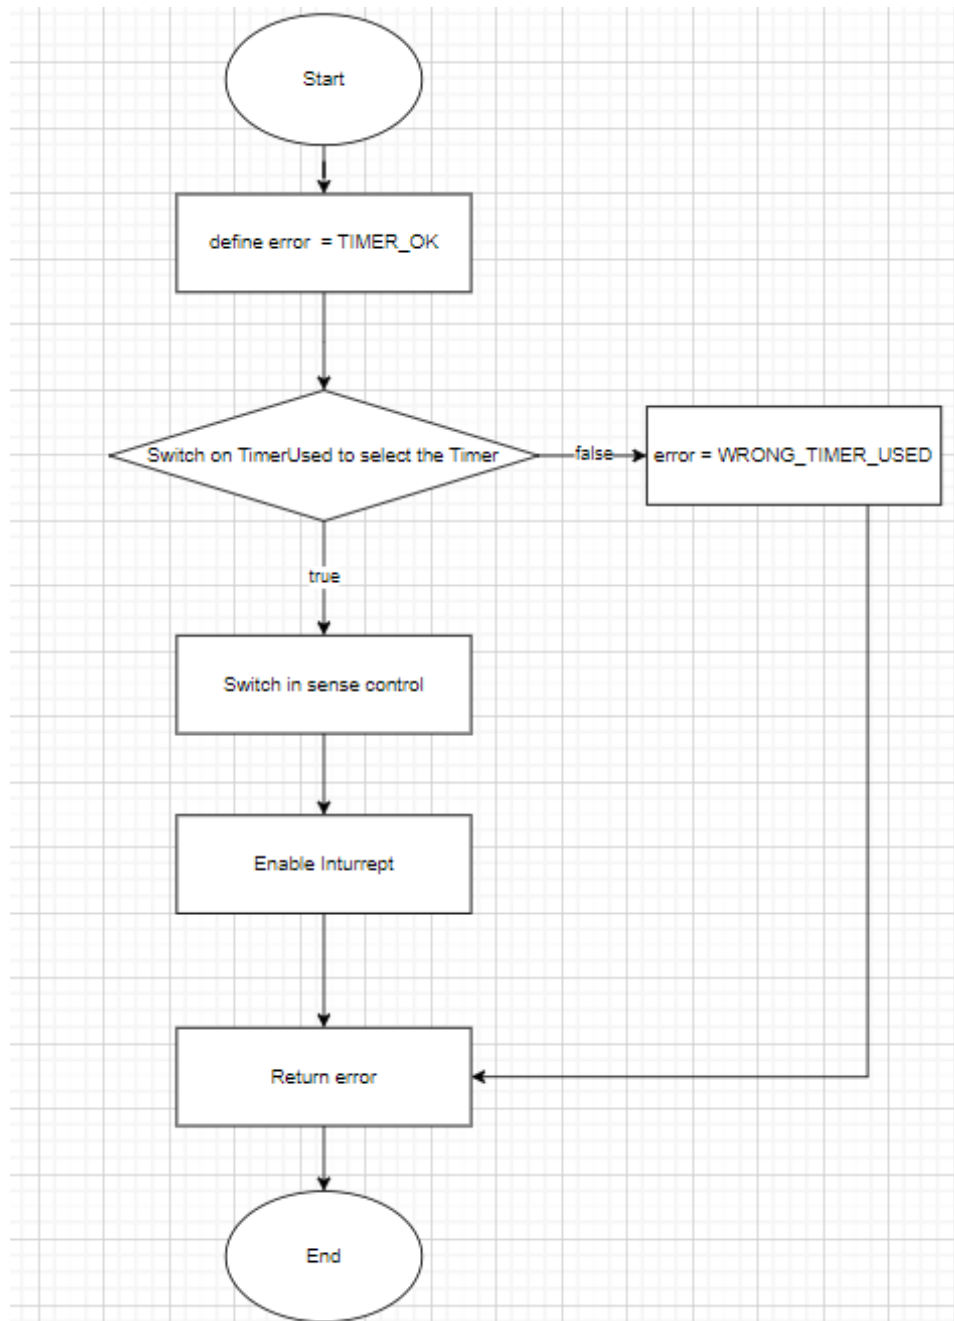 Start
define error = TIMER_OK
Switch on TimerUsed to select the Timer
false
error = WRONG_TIMER_USED
true
Switch in sense control
Enable Inturrept
Return error
End